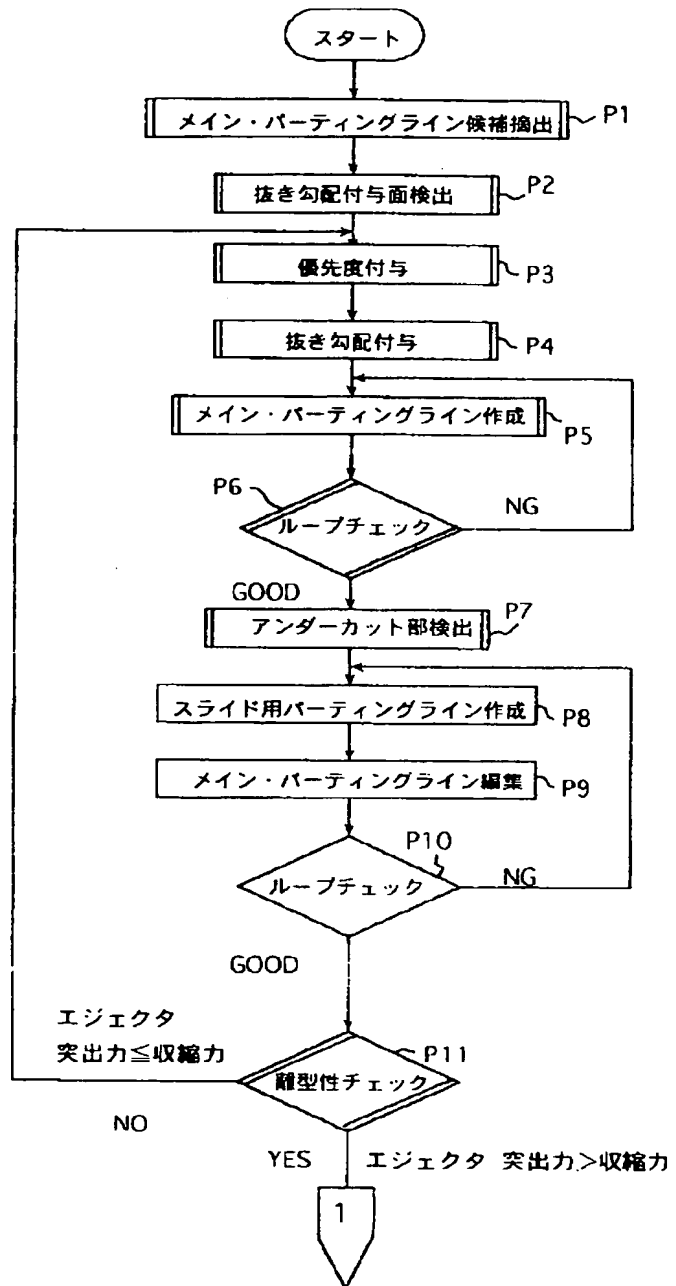 スタート
メイン・パーティングライン候補摘出
P1
抜き勾配付与面検出
P2
優先度付与
P3
抜き勾配付与
P4
メイン・パーティングライン作成
P5
P6
ループチェック
NG
GOOD
アンダーカット部検出
P7
スライド用パーティングライン作成
P8
メイン・パーティングライン編集
P9
P10
ループチェック
NG
GOOD
エジェクタ
突出力≦収縮力
P11
離型性チェック
NO
YES
エジェクタ 突出力>収縮力
1